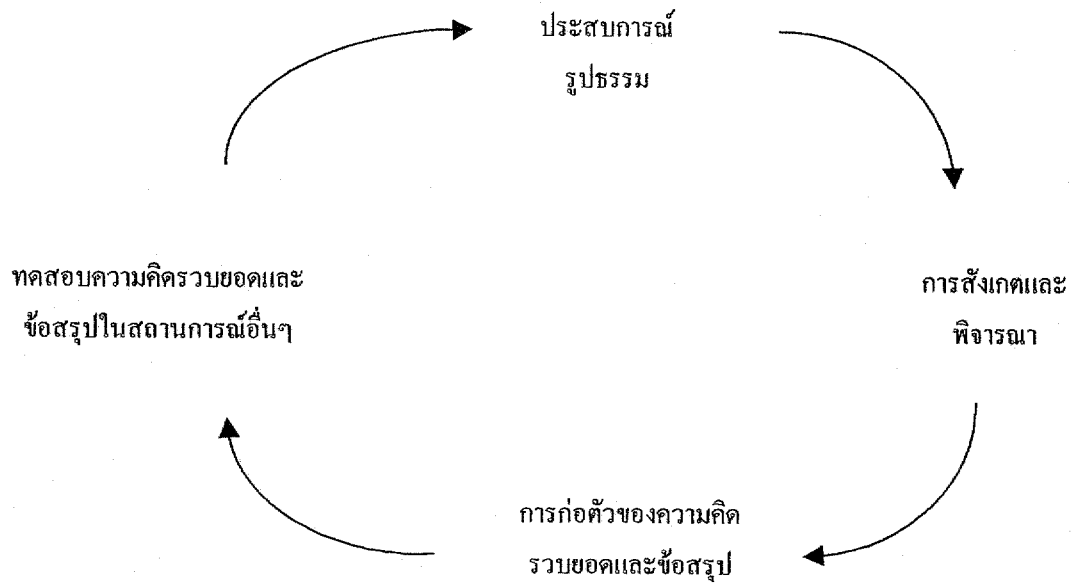 ประสบการณ์
รูปธรรม
ทดสอบความคิดรวบยอดและ
ข้อสรุปในสถานการณ์อื่นๆ
การสังเกตและ
พิจารณา
การก่อตัวของความคิด
รวบยอดและข้อสรุป